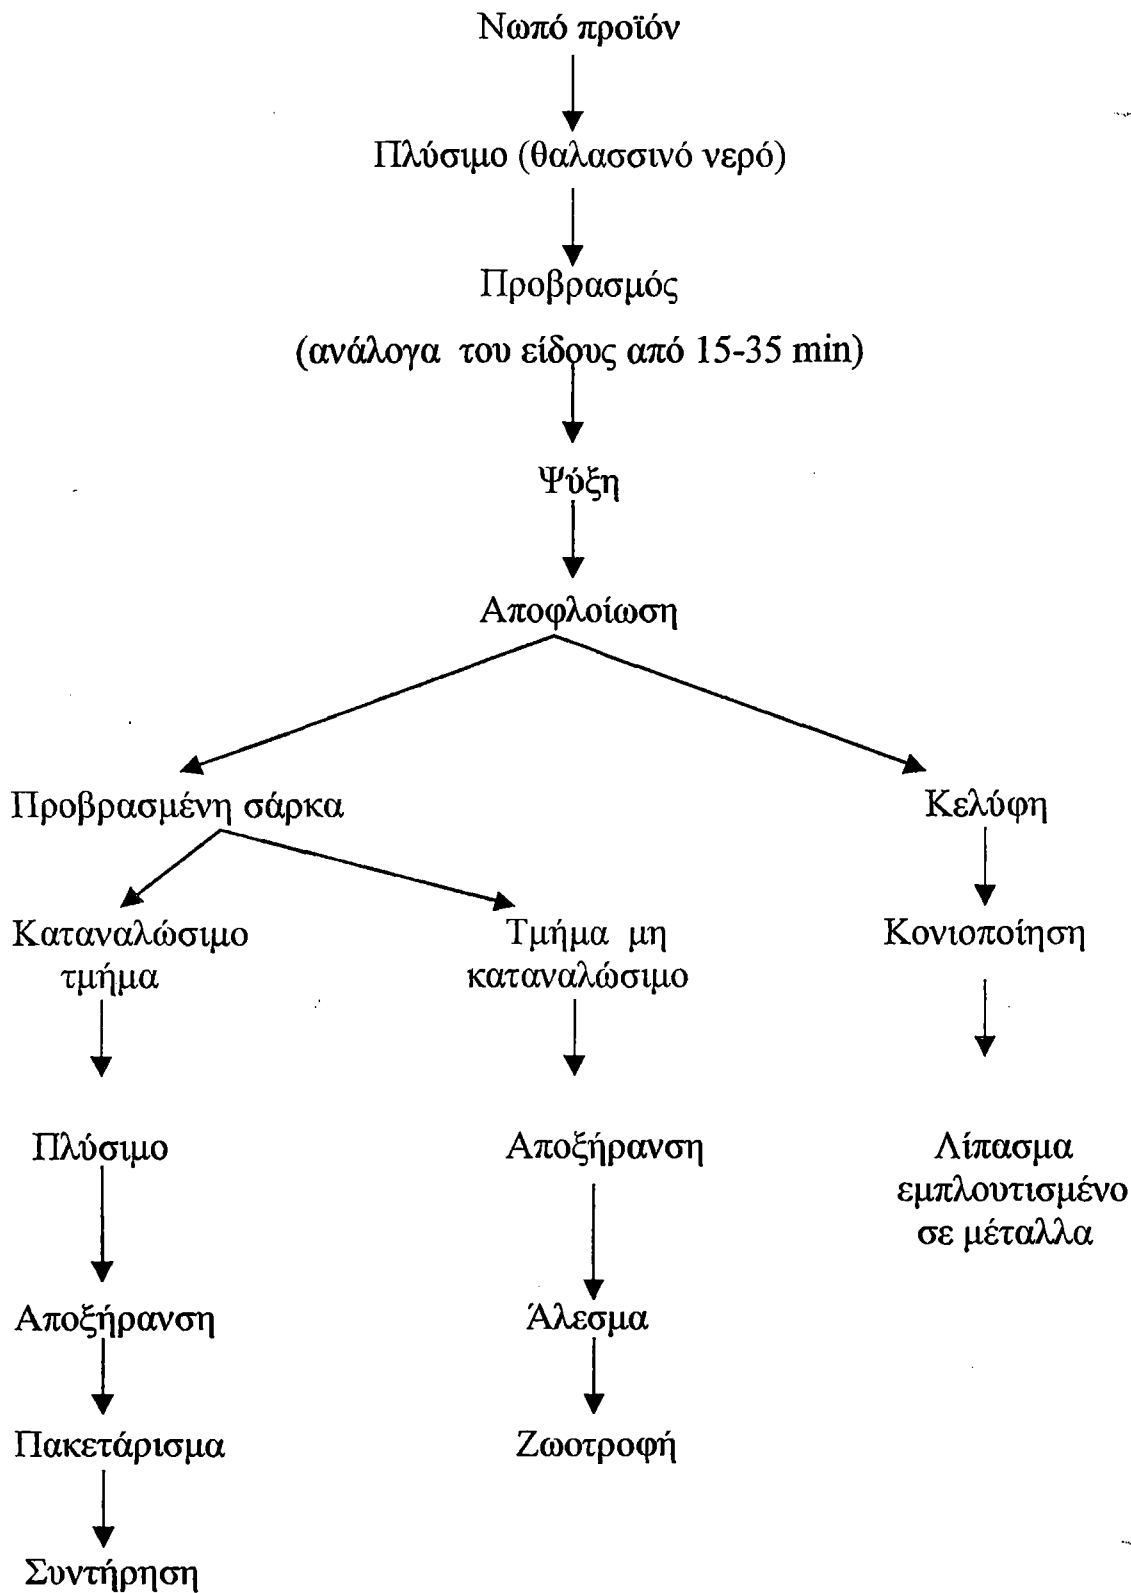 Νωπό προϊόν
Πλύσιμο (θαλασσινό νερό)
Προβρασμός
(ανάλογα του είδους από 15-35 min)
Ψύξη
Αποφλοίωση
Προβρασμένη σάρκα
Κελύφη
Καταναλώσιμο
τμήμα
Τμήμα μη
καταναλώσιμο
Κονιοποίηση
Πλύσιμο
Αποξήρανση
Λίπασμα
εμπλουτισμένο
σε μέταλλα
Αποξήρανση
Άλεσμα
Πακετάρισμα
Ζωοτροφή
Συντήρηση